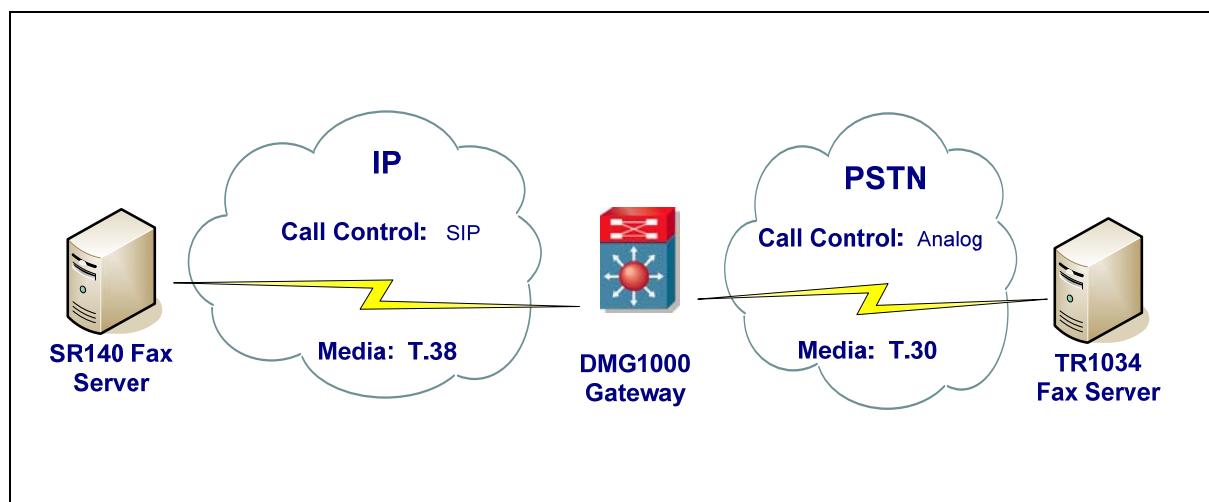 IP
Call Control: SIP
Media: T.38
SR140 Fax
Server
DMG1000
Gateway
PSTN
Call Control: Analog
Media: T.30
TR1034
Fax Server